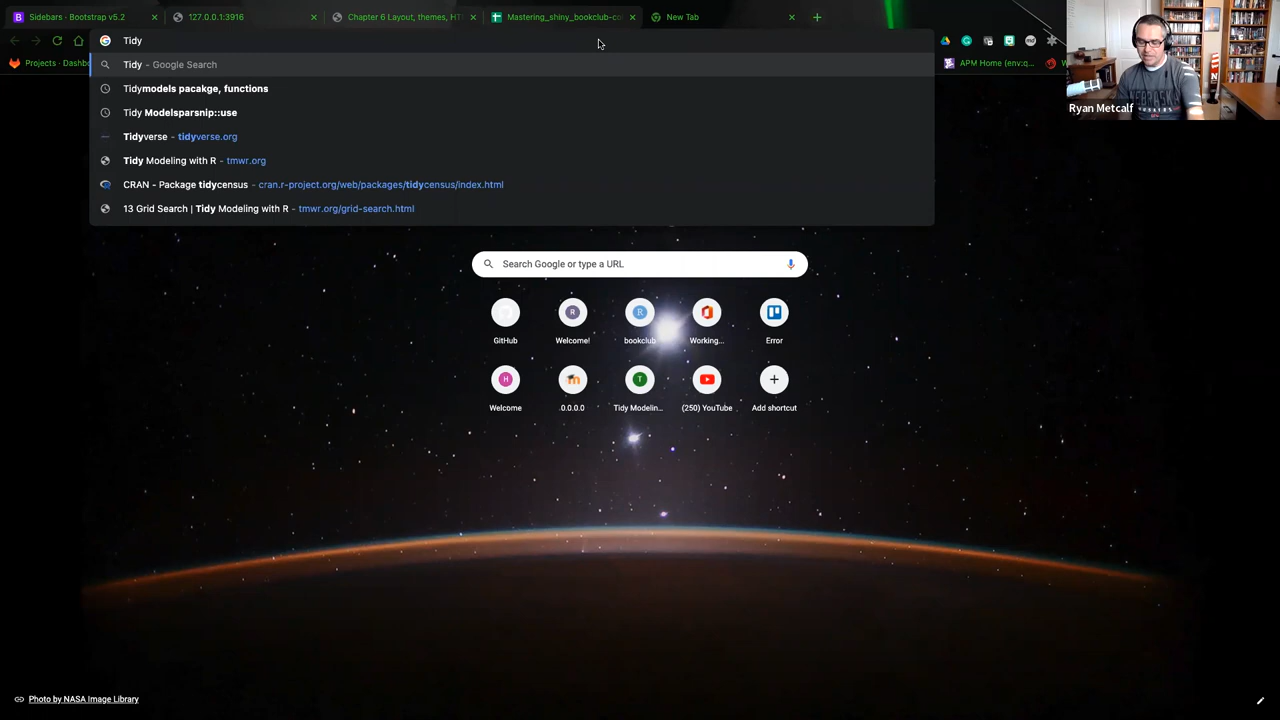 Sidebars - Bootstrap v5.2
127.0.0.1:3916
Chapter 6 Layout, themes, HT
Mastering_shiny_bookclub-co
New Tab
Tidy
Projects - Dashbo
APM Home (env:q
Ryan Metcalf
Tidy - Google Search
Tidymodels pacakge, functions
Tidy Modelsparsnip::use
Tidyverse - tidyverse.org
Tidy Modeling with R - tmwr.org
CRAN - Package tidycensus - cran.r-project.org/web/packages/tidycensus/index.html
13 Grid Search | Tidy Modeling with R - tmwr.org/grid-search.html
Search Google or type a URL
GitHub
Welcome!
bookclub
Working...
Error
Welcome
0.0.0.0
Tidy Modelin...
(250) YouTube
Add shortcut
Photo by NASA Image Library